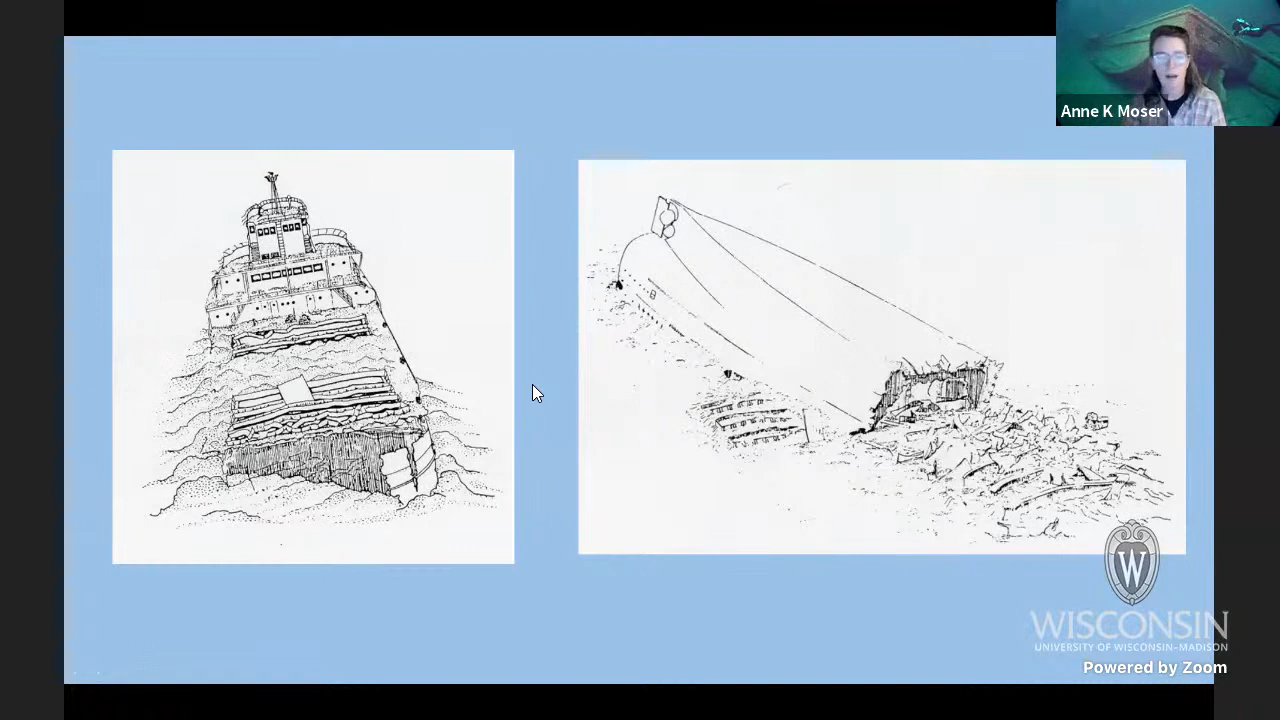 Anne K Moser
W
WISCONSIN
UNIVERSITY OF WISCONSIN–MADISON
Powered by Zoom